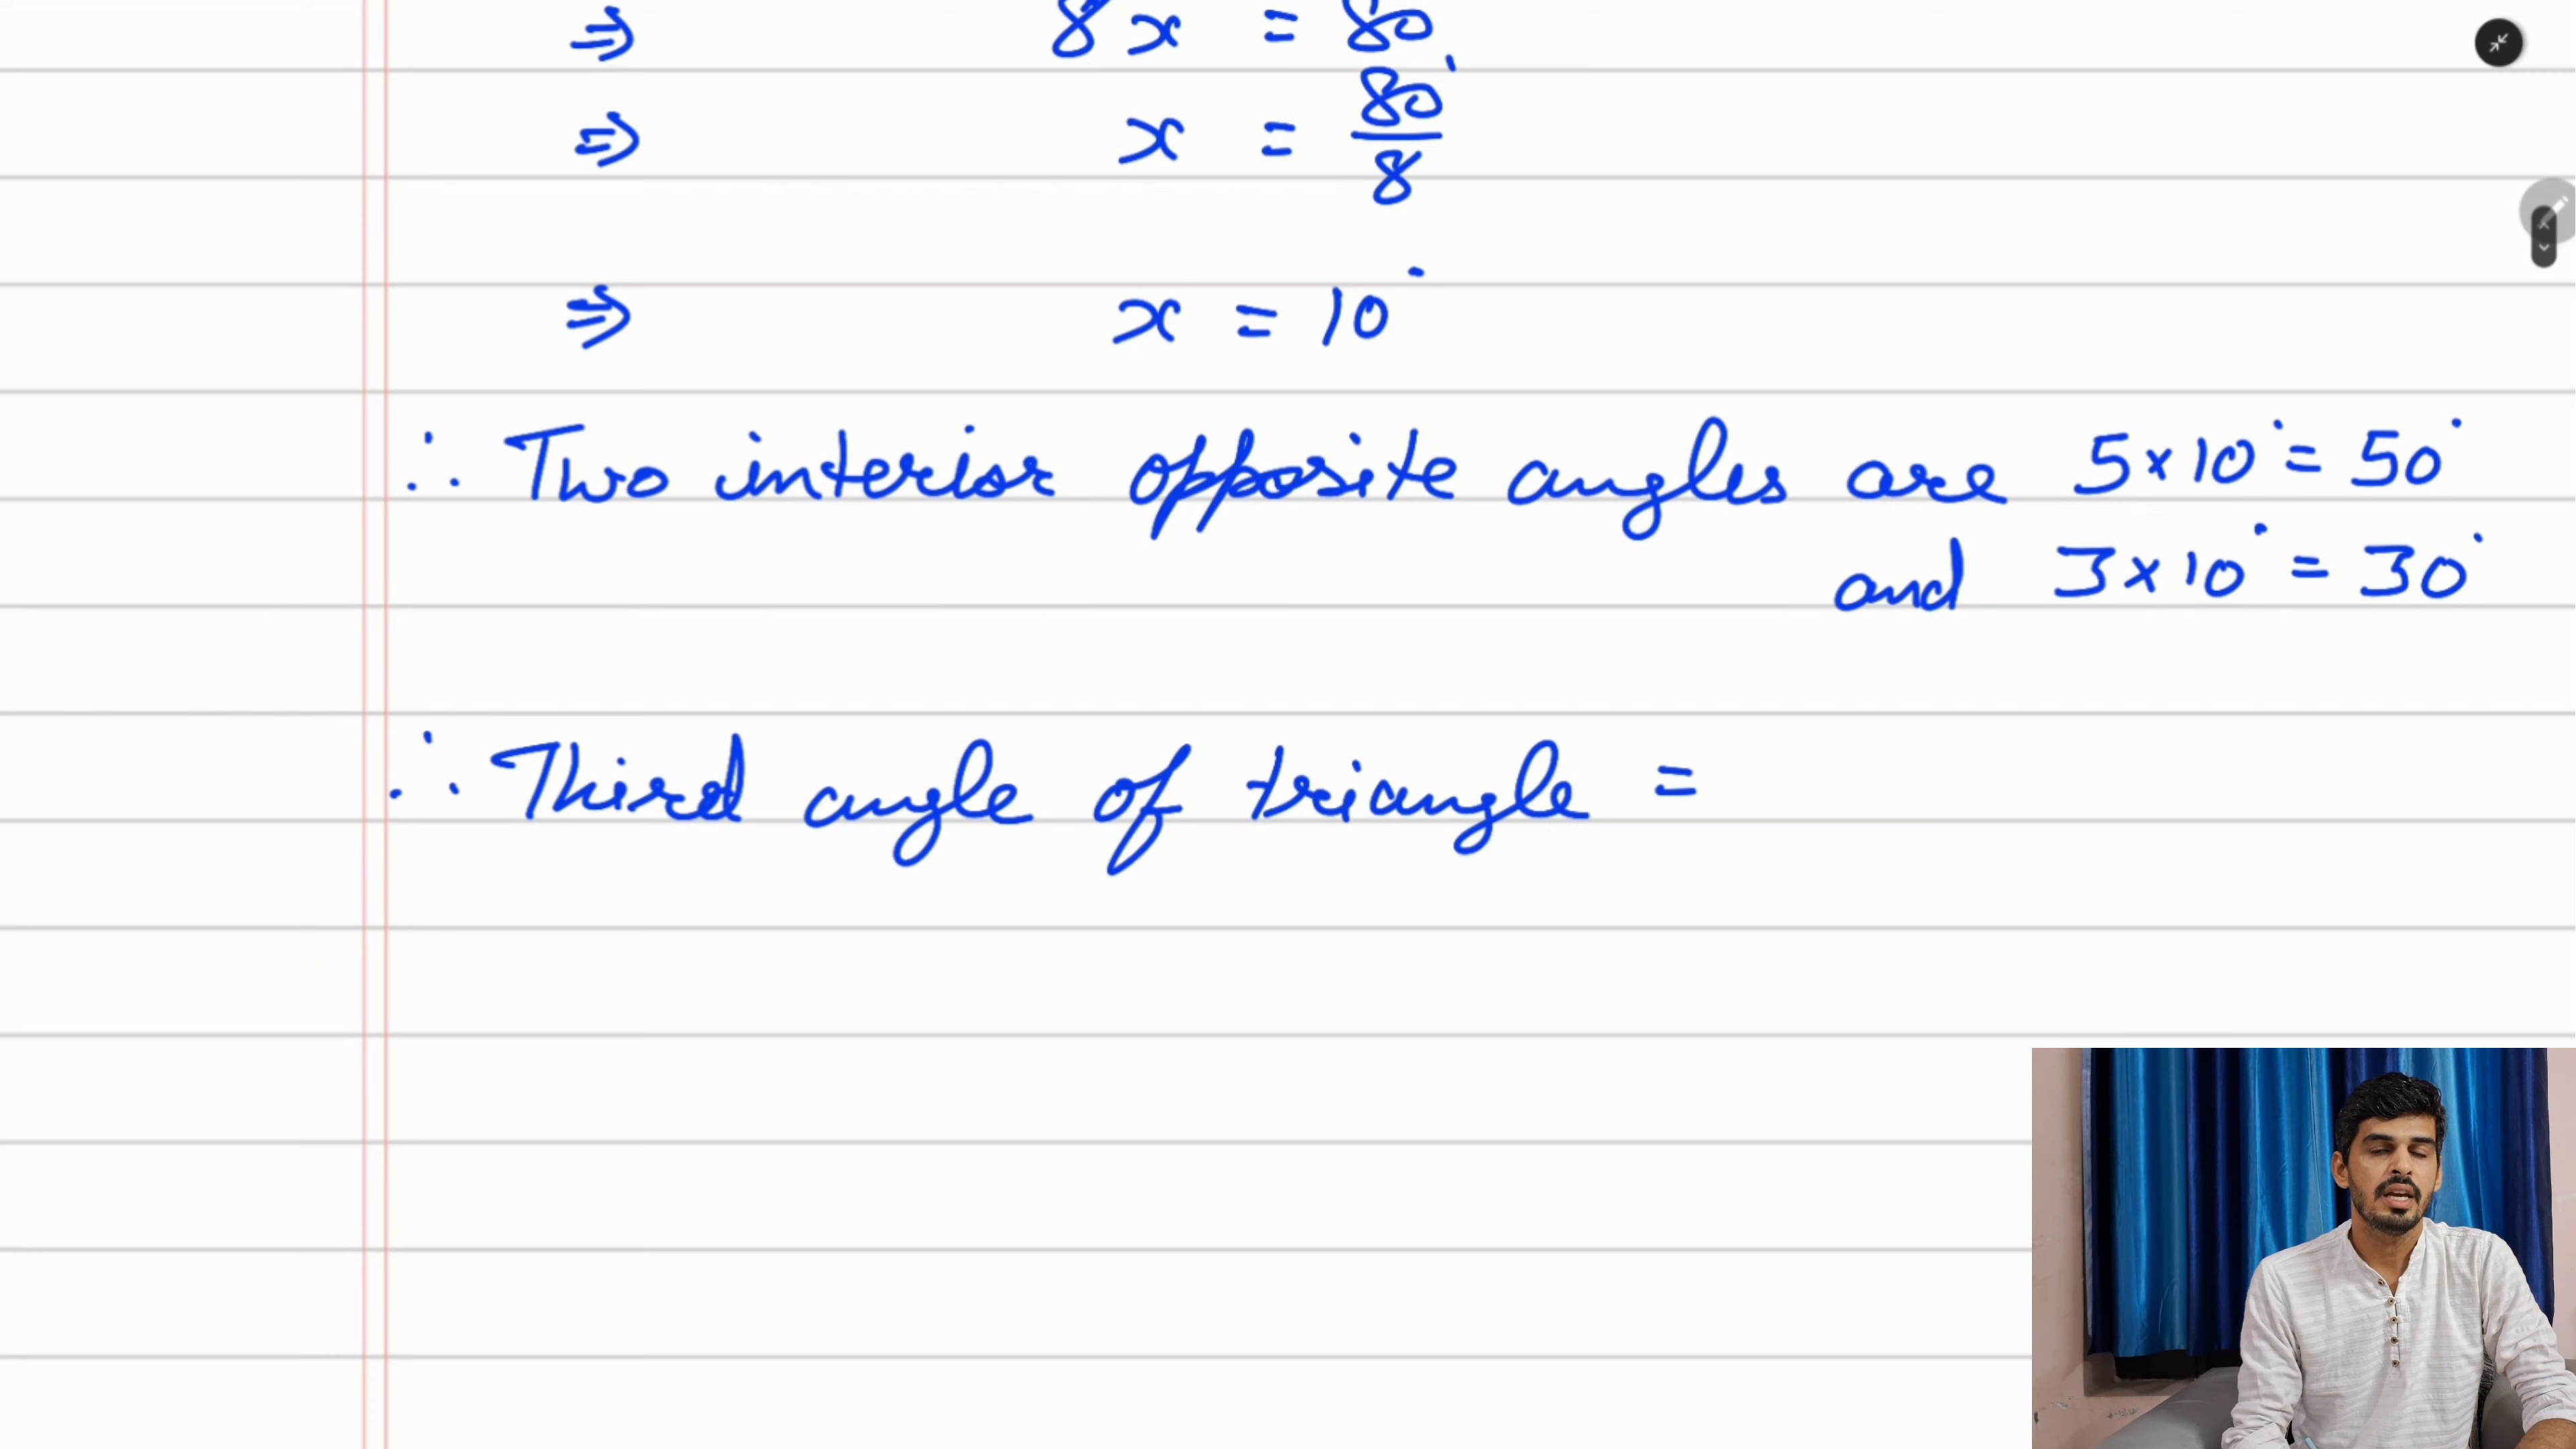 ⇒ 8x = 80°
⇒ x = 80°/8
⇒ x = 10°
∴ Two interior opposite angles are 5×10° = 50°
and 3×10° = 30°
∴ Third angle of triangle =